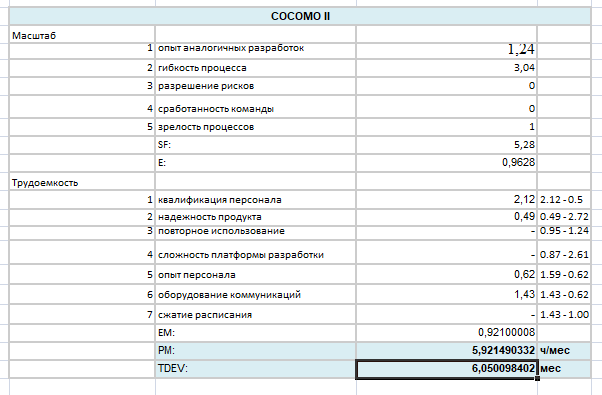 COCOMO II
Масштаб
1 опыт аналогичных разработок 1,24
2 гибкость процесса 3,04
3 разрешение рисков 0
4 сработанность команды 0
5 зрелость процессов 1
SF: 5,28
E: 0,9628
Трудоемкость
1 квалификация персонала 2,12 2.12 - 0.5
2 надежность продукта 0,49 0.49 - 2.72
3 повторное использование - 0.95 - 1.24
4 сложность платформы разработки - 0.87 - 2.61
5 опыт персонала 0,62 1.59 - 0.62
6 оборудование коммуникаций 1,43 1.43 - 0.62
7 сжатие расписания - 1.43 - 1.00
EM: 0,92100008
PM: 5,921490332 ч/мес
TDEV: 6,050098402 мес